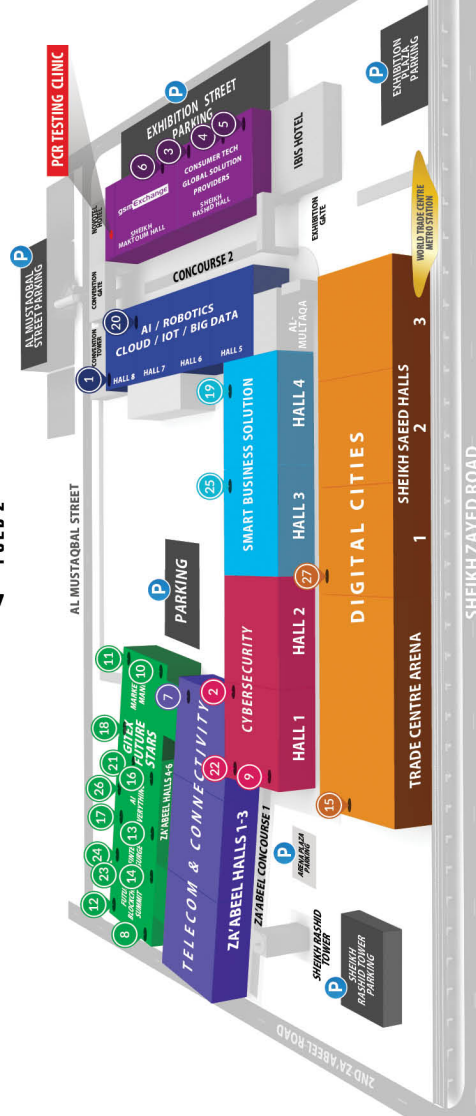 PCR TESTING CLINIC
AL MUSTAQBAL
STREET PARKING
P
EXHIBITION STREET
PARKING
P
EXHIBITION
PLAZA
PARKING
P
NOVOTEL
HOTEL
CONVENTION
GATE
CONVENTION
TOWER
gsmExchange
SHEIKH
MAKTOUM HALL
CONSUMER TECH
GLOBAL SOLUTION
PROVIDERS
SHEIKH
RASHID HALL
6
3
4
5
IBIS HOTEL
EXHIBITION
GATE
WORLD TRADE CENTRE
METRO STATION
CONCOURSE 2
1
20
AI / ROBOTICS
CLOUD / IOT / BIG DATA
HALL 8
HALL 7
HALL 6
HALL 5
AL-
MULTAQA
AL MUSTAQBAL STREET
P
PARKING
19
25
SMART BUSINESS SOLUTION
HALL 3
HALL 4
CYBERSECURITY
HALL 1
HALL 2
2
22
9
27
15
DIGITAL CITIES
TRADE CENTRE ARENA
1
2
3
SHEIKH SAEED HALLS
SHEIKH ZAYED ROAD
12
23
24
17
26
21
18
11
8
14
13
16
10
7
GITEX
FUTURE
STARS
SUMMIT
ZA'ABEEL HALLS 4-6
TELECOM & CONNECTIVITY
ZA'ABEEL HALLS 1-3
ZA'ABEEL CONCOURSE 1
P
ARENA PLAZA
PARKING
SHEIKH RASHID
TOWER
P
SHEIKH
RASHID TOWER
PARKING
2ND ZA'ABEEL ROAD